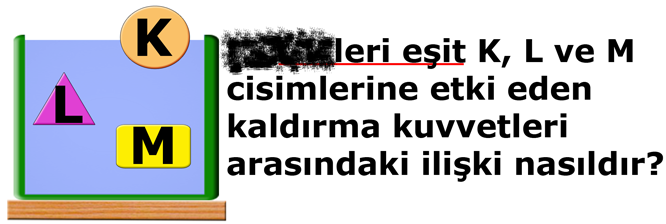 K
L
M
leri eşit K, L ve M
cisimlerine etki eden
kaldırma kuvvetleri
arasındaki ilişki nasıldır?